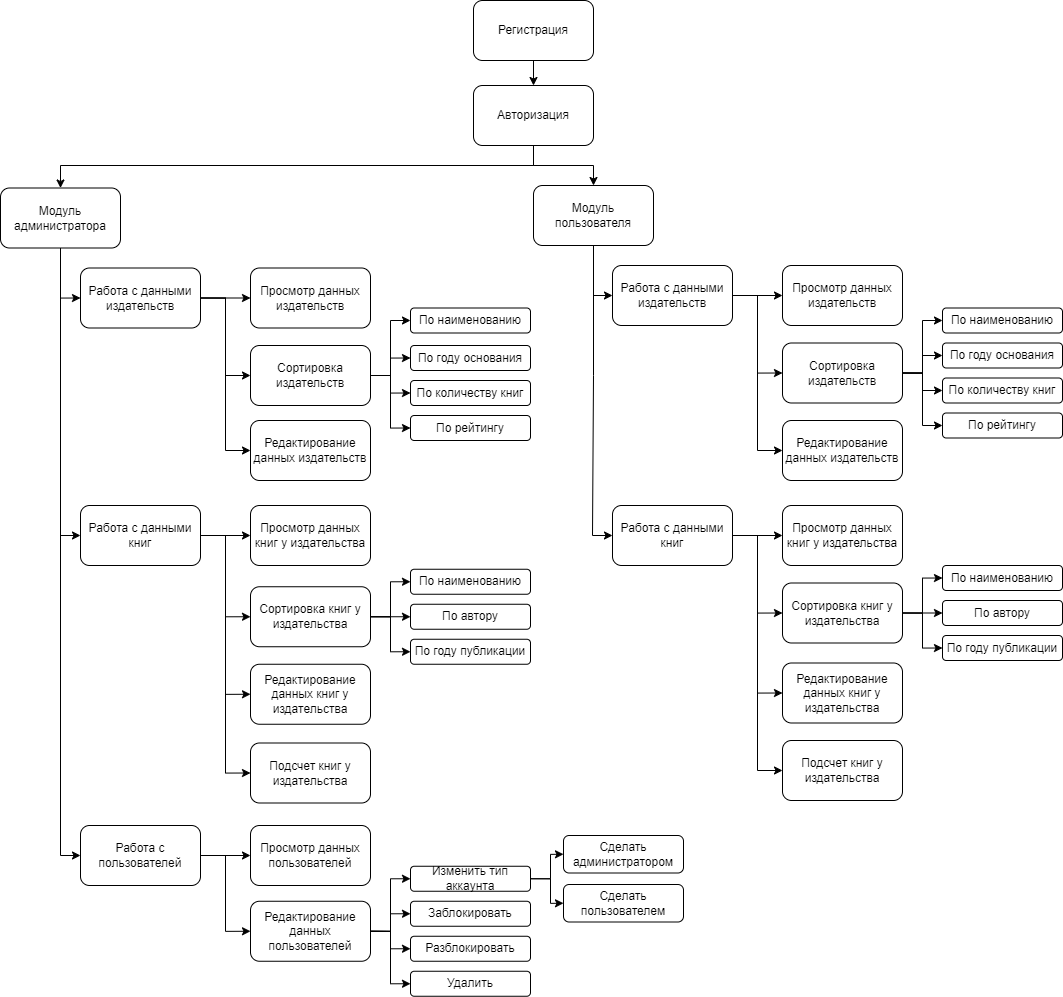 Регистрация
Авторизация
Модуль
администратора
Модуль
пользователя
Работа с данными
издательств
Просмотр данных
издательств
Сортировка
издательств
По наименованию
По году основания
По количеству книг
По рейтингу
Редактирование
данных издательств
Работа с данными
книг
Просмотр данных
книг у издательства
Сортировка книг у
издательства
По наименованию
По автору
По году публикации
Редактирование
данных книг у
издательства
Подсчет книг у
издательства
Работа с
пользователей
Просмотр данных
пользователей
Редактирование
данных
пользователей
Изменить тип
аккаунта
Сделать
администратором
Сделать
пользователем
Заблокировать
Разблокировать
Удалить
Работа с данными
издательств
Просмотр данных
издательств
Сортировка
издательств
По наименованию
По году основания
По количеству книг
По рейтингу
Редактирование
данных издательств
Работа с данными
книг
Просмотр данных
книг у издательства
Сортировка книг у
издательства
По наименованию
По автору
По году публикации
Редактирование
данных книг у
издательства
Подсчет книг у
издательства